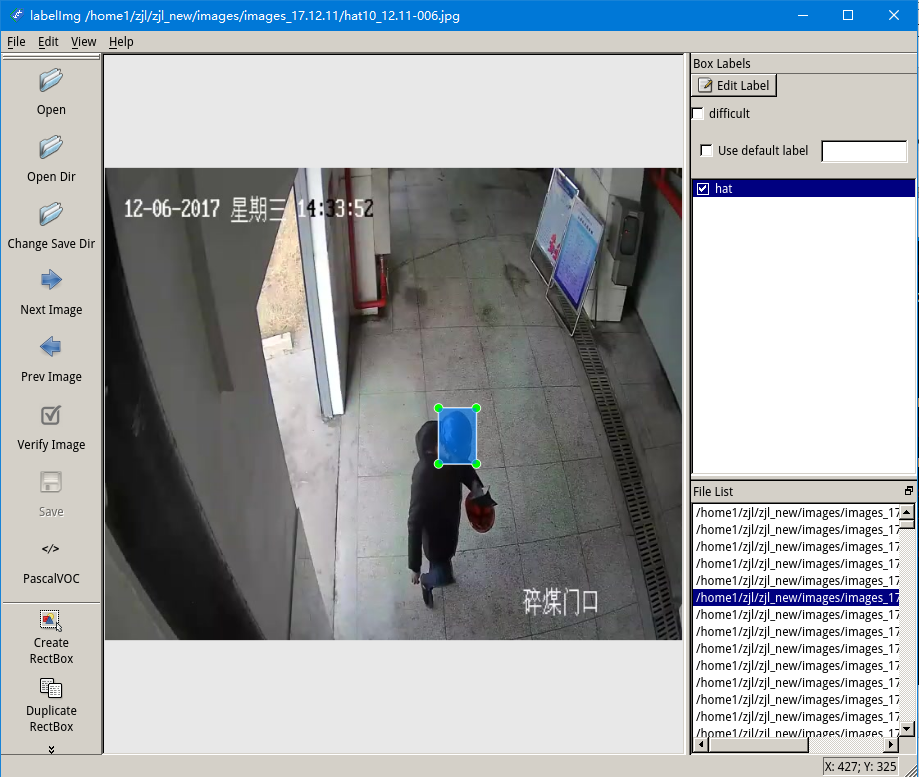 labelImg /home1/zjl/zjl_new/images/images_17.12.11/hat10_12.11-006.jpg
File Edit View Help
Open
Open Dir
Change Save Dir
Next Image
Prev Image
Verify Image
Save
</>
PascalVOC
Create
RectBox
Duplicate
RectBox
12-06-2017 星期三 14:33:52
碎煤门口
Box Labels
Edit Label
difficult
Use default label
hat
File List
/home1/zjl/zjl_new/images/images_17
/home1/zjl/zjl_new/images/images_17
/home1/zjl/zjl_new/images/images_17
/home1/zjl/zjl_new/images/images_17
/home1/zjl/zjl_new/images/images_17
/home1/zjl/zjl_new/images/images_17
/home1/zjl/zjl_new/images/images_17
/home1/zjl/zjl_new/images/images_17
/home1/zjl/zjl_new/images/images_17
/home1/zjl/zjl_new/images/images_17
/home1/zjl/zjl_new/images/images_17
/home1/zjl/zjl_new/images/images_17
/home1/zjl/zjl_new/images/images_17
/home1/zjl/zjl_new/images/images_17
X: 427; Y: 325